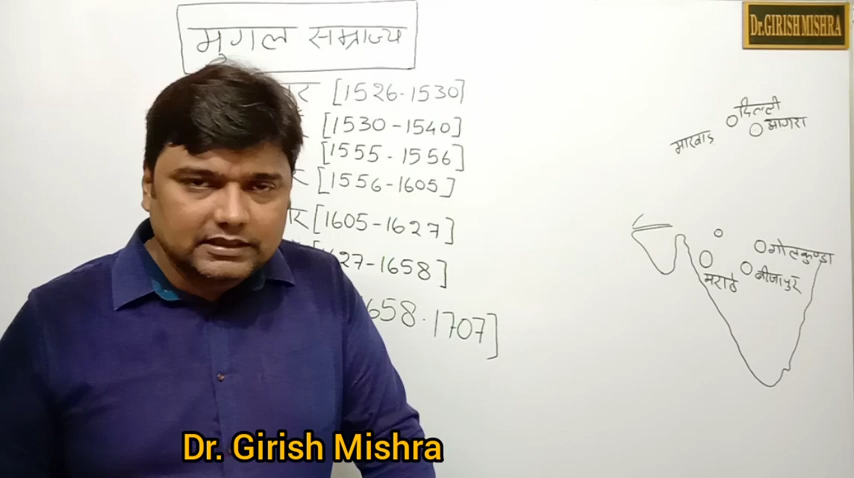 मुगल सम्राज्य
Dr.GIRISH MISHRA
[1526-1530]
[1530-1540]
[1555-1556]
[1556-1605]
[1605-1627]
27-1658]
658-1707]
दिल्ली
आगरा
मारवाड
गोलकुण्डा
बीजापुर
मराठे
Dr. Girish Mishra